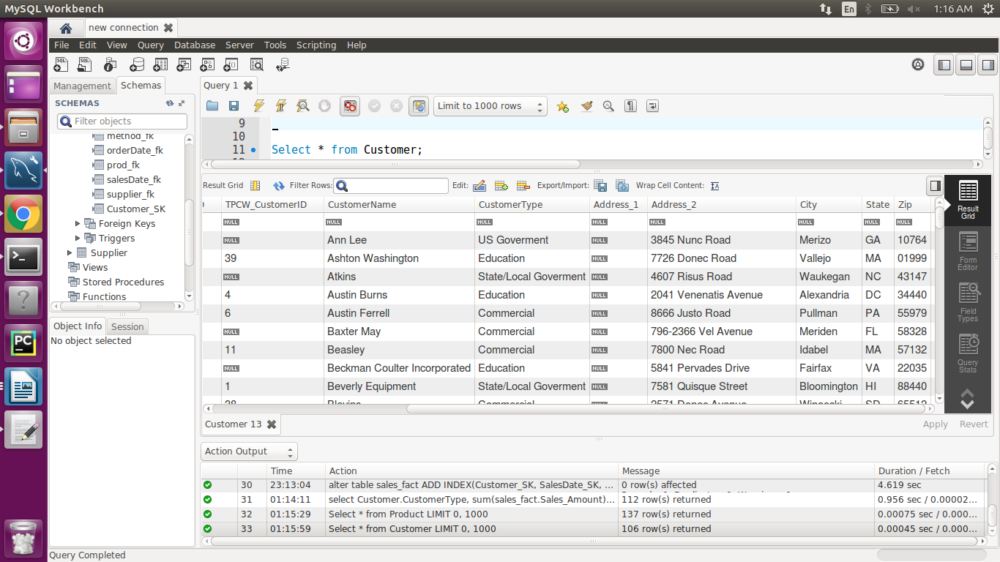 MySQL Workbench
En
1:16 AM
new connection
File Edit View Query Database Server Tools Scripting Help
Management Schemas
SCHEMAS
Filter objects
method_fk
orderDate_fk
prod_fk
salesDate_fk
supplier_fk
Customer_SK
Foreign Keys
Triggers
Supplier
Views
Stored Procedures
Functions
Object Info Session
No object selected
Query 1
Limit to 1000 rows
9
10
11 Select * from Customer;
Result Grid Filter Rows: Edit: Export/Import: Wrap Cell Content:
TPCW_CustomerID CustomerName CustomerType Address_1 Address_2 City State Zip
NULL NULL NULL NULL NULL NULL NULL NULL
NULL Ann Lee US Goverment NULL 3845 Nunc Road Merizo GA 10764
39 Ashton Washington Education NULL 7726 Donec Road Vallejo MA 01999
NULL Atkins State/Local Goverment NULL 4607 Risus Road Waukegan NC 43147
4 Austin Burns Education NULL 2041 Venenatis Avenue Alexandria DC 34440
6 Austin Ferrell Commercial NULL 8666 Justo Road Pullman PA 55979
NULL Baxter May Commercial NULL 796-2366 Vel Avenue Meriden FL 58328
11 Beasley Commercial NULL 7800 Nec Road Idabel MA 57132
NULL Beckman Coulter Incorporated Education NULL 5841 Pervades Drive Fairfax VA 22035
1 Beverly Equipment State/Local Goverment NULL 7581 Quisque Street Bloomington HI 88440
Commercial NULL
Result Grid
Form Editor
Field Types
Query Stats
Customer 13
Apply Revert
Action Output
Time Action Message Duration / Fetch
30 23:13:04 alter table sales_fact ADD INDEX(Customer_SK, SalesDate_SK, ... 0 row(s) affected 4.619 sec
31 01:14:11 select Customer.CustomerType, sum(sales_fact.Sales_Amount)... 112 row(s) returned 0.956 sec / 0.00002...
32 01:15:29 Select * from Product LIMIT 0, 1000 137 row(s) returned 0.00075 sec / 0.000...
33 01:15:59 Select * from Customer LIMIT 0, 1000 106 row(s) returned 0.00045 sec / 0.000...
Query Completed
PC